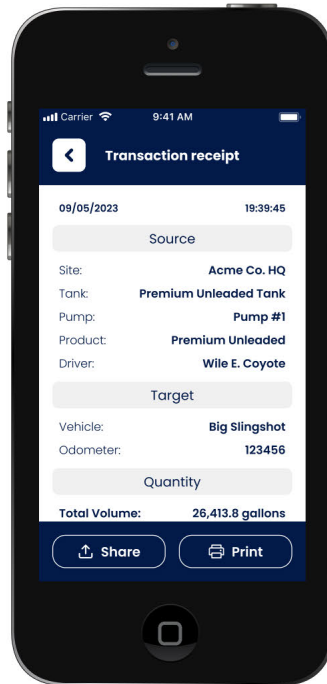 Carrier 9:41 AM
Transaction receipt
09/05/2023 19:39:45
Source
Site: Acme Co. HQ
Tank: Premium Unleaded Tank
Pump: Pump #1
Product: Premium Unleaded
Driver: Wile E. Coyote
Target
Vehicle: Big Slingshot
Odometer: 123456
Quantity
Total Volume: 26,413.8 gallons
Share Print